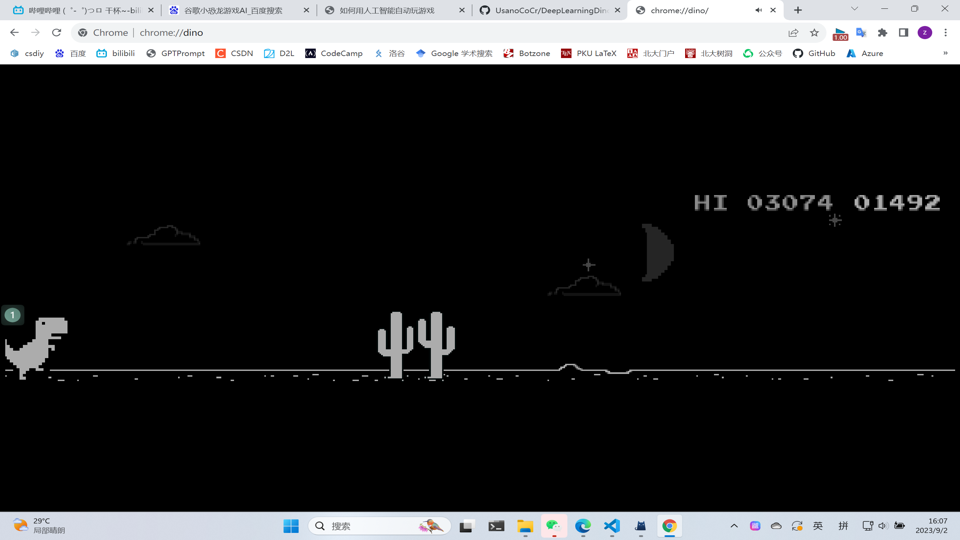 哔哩哔哩 (゜-゜)つロ 干杯~-bili
谷歌小恐龙游戏AI_百度搜索
如何用人工智能自动玩游戏
UsanoCoCr/DeepLearningDin
chrome://dino/
Chrome | chrome://dino
1.00
z
csdiy
百度
bilibili
GPTPrompt
CSDN
D2L
CodeCamp
洛谷
Google 学术搜索
Botzone
PKU LaTeX
北大门户
北大树洞
公众号
GitHub
Azure
»
HI 03074 01492
1
29°C
局部晴朗
搜索
英
拼
16:07
2023/9/2